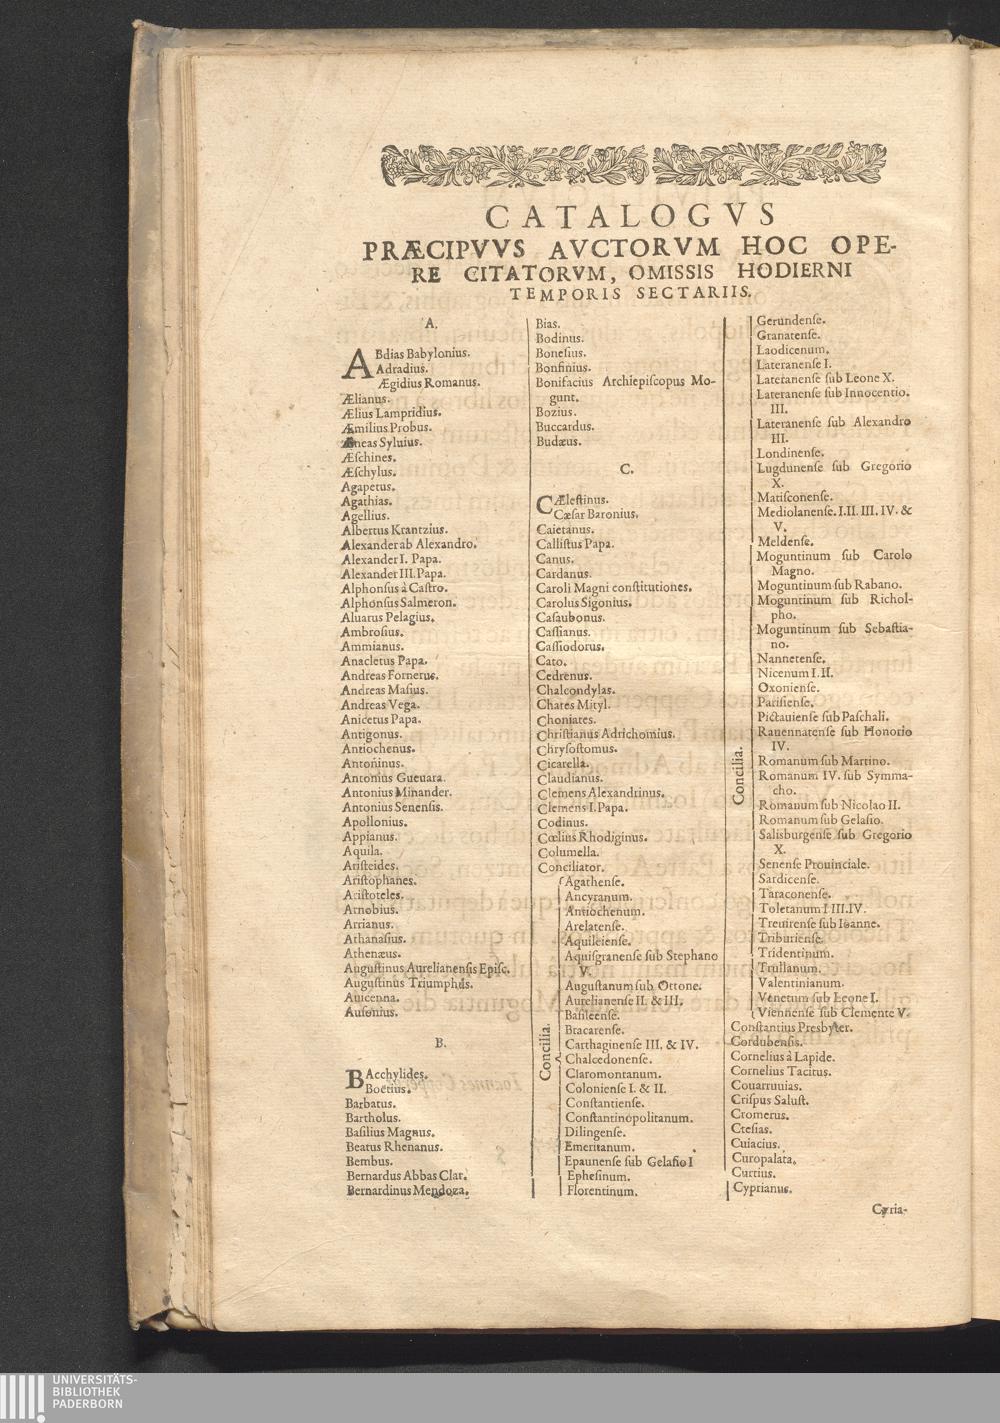 CATALOGVS
PRÆCIPVVS AVCTORVM HOC OPE-
RE CITATORVM, OMISSIS HODIERNI
TEMPORIS SECTARIIS.
A.
ABdias Babylonius.
Adradius.
Ægidius Romanus.
Ælianus.
Ælius Lampridius.
Æmilius Probus.
Æneas Syluius.
Æſchines.
Æſchylus.
Agapetus.
Agathias.
Agellius.
Albertus Krantzius.
Alexander ab Alexandro.
Alexander I. Papa.
Alexander III. Papa.
Alphonſus à Caſtro.
Alphonſus Salmeron.
Aluarus Pelagius.
Ambroſius.
Ammianus.
Anacletus Papa.
Andreas Fornerus.
Andreas Maſius.
Andreas Vega.
Anicetus Papa.
Antigonus.
Antiochenus.
Antoninus.
Antonius Gueuara.
Antonius Minander.
Antonius Senenſis.
Apollonius.
Appianus.
Aquila.
Ariſteides.
Ariſtophanes.
Ariſtoteles.
Arnobius.
Arrianus.
Athanaſius.
Athenæus.
Auguſtinus Aurelianenſis Epiſc.
Auguſtinus Triumphus.
Auicenna.
Auſonius.
B.
BAcchylides.
Boëtius.
Barbatus.
Bartholus.
Baſilius Magnus.
Beatus Rhenanus.
Bembus.
Bernardus Abbas Clar.
Bernardinus Mendoza.
Bias.
Bodinus.
Boneſius.
Bonfinius.
Bonifacius Archiepiſcopus Mo-
gunt.
Bozius.
Buccardus.
Budæus.
C.
CÆleſtinus.
Cæſar Baronius.
Caietanus.
Calliſtus Papa.
Canus.
Cardanus.
Caroli Magni conſtitutiones.
Carolus Sigonius.
Caſaubonus.
Caſſianus.
Caſſiodorus.
Cato.
Cedrenus.
Chalcondylas.
Chares Mityl.
Choniates.
Chriſtianus Adrichomius.
Chryſoſtomus.
Cicarella.
Claudianus.
Clemens Alexandrinus.
Clemens I. Papa.
Codinus.
Cœlius Rhodiginus.
Columella.
Conciliator.
Concilia.
Agathenſe.
Ancyranum.
Antiochenum.
Arelatenſe.
Aquileienſe.
Aquiſgranenſe ſub Stephano
V.
Auguſtanum ſub Ottone.
Aurelianenſe II. & III.
Baſileenſe.
Bracarenſe.
Carthaginenſe III. & IV.
Chalcedonenſe.
Claromontanum.
Colonienſe I. & II.
Conſtantienſe.
Conſtantinopolitanum.
Dilingenſe.
Emeritanum.
Epaunenſe ſub Gelaſio I
Epheſinum.
Florentinum.
Concilia.
Gerundenſe.
Granatenſe.
Laodicenum.
Lateranenſe I.
Lateranenſe ſub Leone X.
Lateranenſe ſub Innocentio.
III.
Lateranenſe ſub Alexandro
III.
Londinenſe.
Lugdunenſe ſub Gregorio
X.
Matiſconenſe.
Mediolanenſe. I. II. III. IV. &
V.
Meldenſe.
Moguntinum ſub Carolo
Magno.
Moguntinum ſub Rabano.
Moguntinum ſub Richol-
pho.
Moguntinum ſub Sebaſtia-
no.
Nannetenſe.
Nicenum I. II.
Oxonienſe.
Pariſienſe.
Pictauienſe ſub Paſchali.
Rauennatenſe ſub Honorio
IV.
Romanum ſub Martino.
Romanum IV. ſub Symma-
cho.
Romanum ſub Nicolao II.
Romanum ſub Gelaſio.
Salisburgenſe ſub Gregorio
X.
Senenſe Prouinciale.
Sardicenſe.
Taraconenſe.
Toletanum I III. IV.
Treuirenſe ſub Ioanne.
Triburienſe.
Tridentinum.
Trullanum.
Valentinianum.
Venetum ſub Leone I.
Viennenſe ſub Clemente V.
Conſtantius Presbyter.
Cordubenſis.
Cornelius à Lapide.
Cornelius Tacitus.
Couarruuias.
Criſpus Saluſt.
Cromerus.
Cteſias.
Cuiacius.
Curopalata.
Curtius.
Cyprianus.
Cyria-
UNIVERSITÄTS-
BIBLIOTHEK
PADERBORN